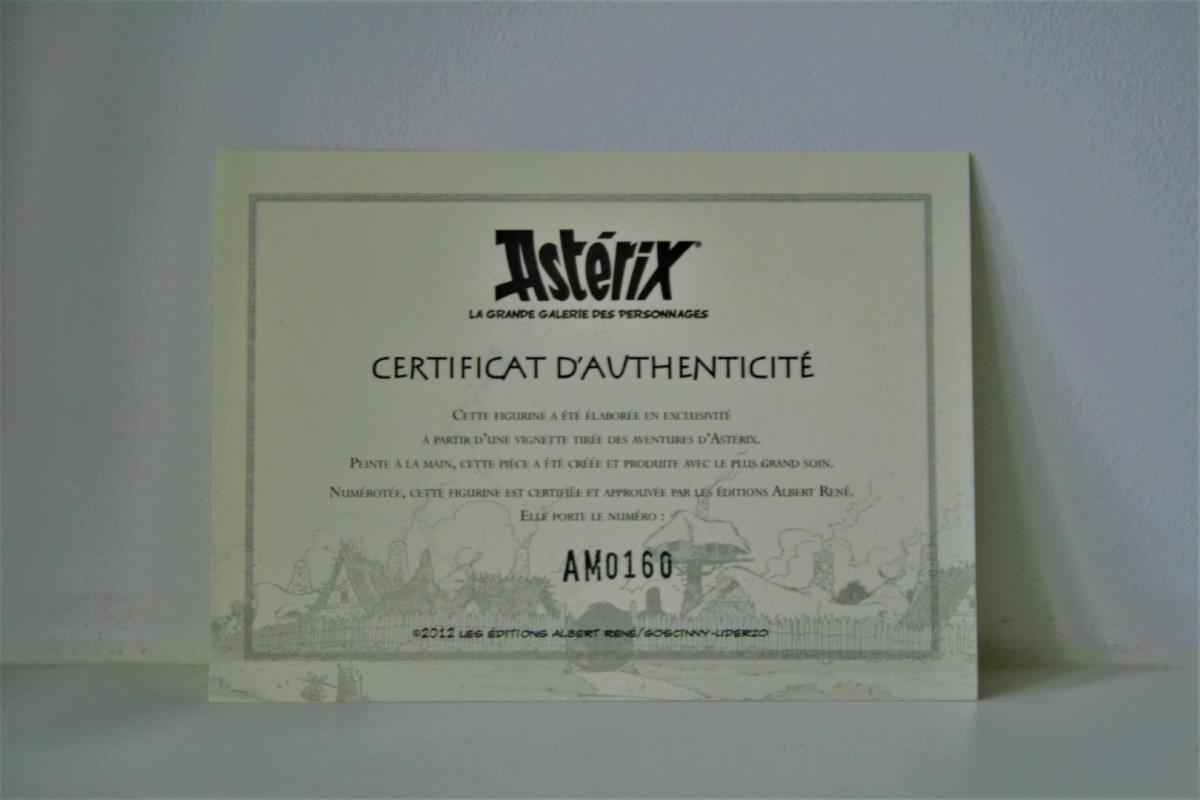 Astérix®
LA GRANDE GALERIE DES PERSONNAGES
CERTIFICAT D'AUTHENTICITÉ
CETTE FIGURINE A ÉTÉ ÉLABORÉE EN EXCLUSIVITÉ
À PARTIR D'UNE VIGNETTE TIRÉE DES AVENTURES D'ASTÉRIX.
PEINTE À LA MAIN, CETTE PIÈCE A ÉTÉ CRÉÉE ET PRODUITE AVEC LE PLUS GRAND SOIN.
NUMÉROTÉE, CETTE FIGURINE EST CERTIFIÉE ET APPROUVÉE PAR LES ÉDITIONS ALBERT RENÉ.
ELLE PORTE LE NUMÉRO :
AM0160
©2012 LES ÉDITIONS ALBERT RENÉ/GOSCINNY-UDERZO